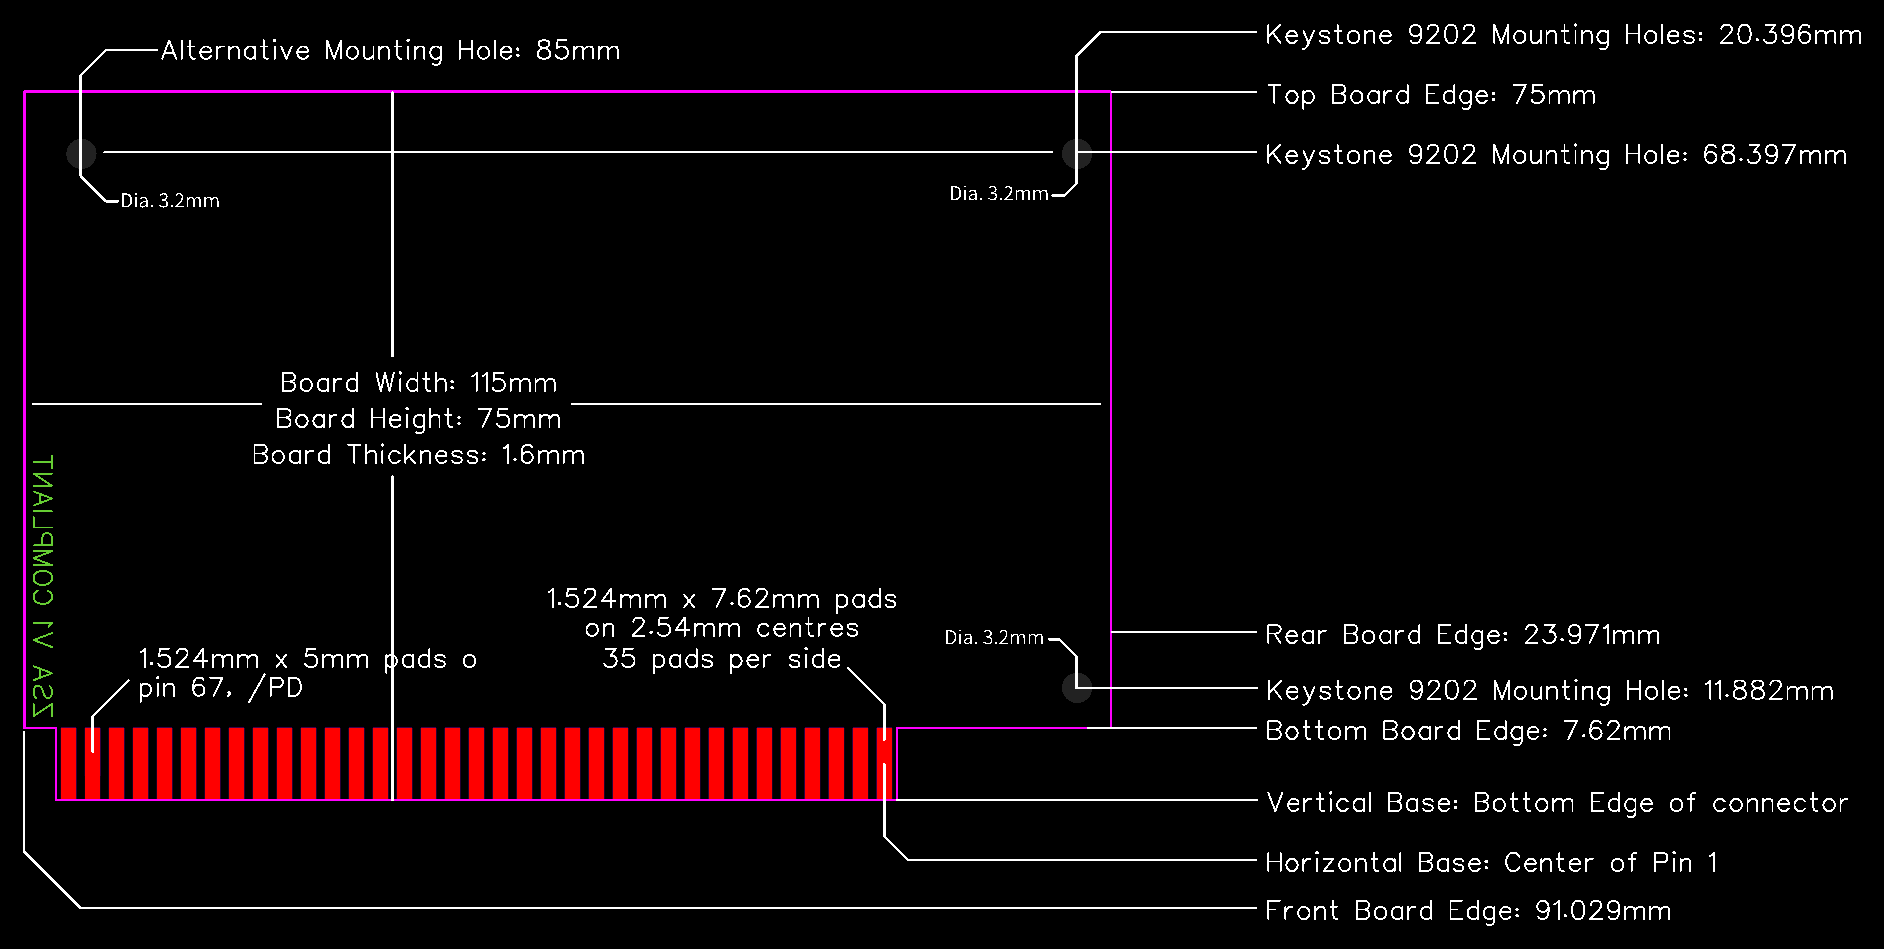 Alternative Mounting Hole: 85mm
Keystone 9202 Mounting Holes: 20.396mm
Top Board Edge: 75mm
Keystone 9202 Mounting Hole: 68.397mm
Dia. 3.2mm
Dia. 3.2mm
Board Width: 115mm
Board Height: 75mm
Board Thickness: 1.6mm
ZSA V1 COMPLIANT
1.524mm x 7.62mm pads
on 2.54mm centres
35 pads per side
1.524mm x 5mm pads o
pin 67, /PD
Dia. 3.2mm
Rear Board Edge: 23.971mm
Keystone 9202 Mounting Hole: 11.882mm
Bottom Board Edge: 7.62mm
Vertical Base: Bottom Edge of connector
Horizontal Base: Center of Pin 1
Front Board Edge: 91.029mm